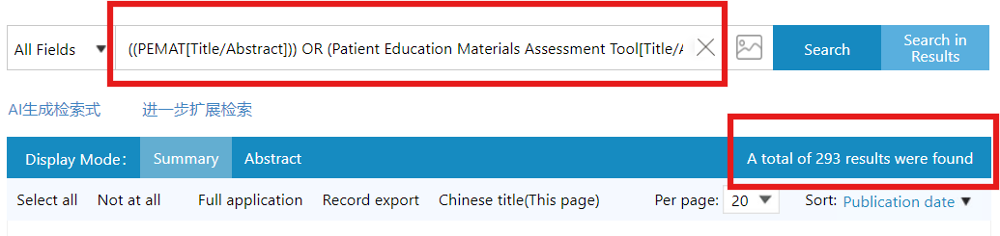 All Fields ((PEMAT[Title/Abstract])) OR (Patient Education Materials Assessment Tool[Title/A Search Search in Results
AI生成检索式 进一步扩展检索
Display Mode: Summary Abstract A total of 293 results were found
Select all Not at all Full application Record export Chinese title(This page) Per page: 20 Sort: Publication date